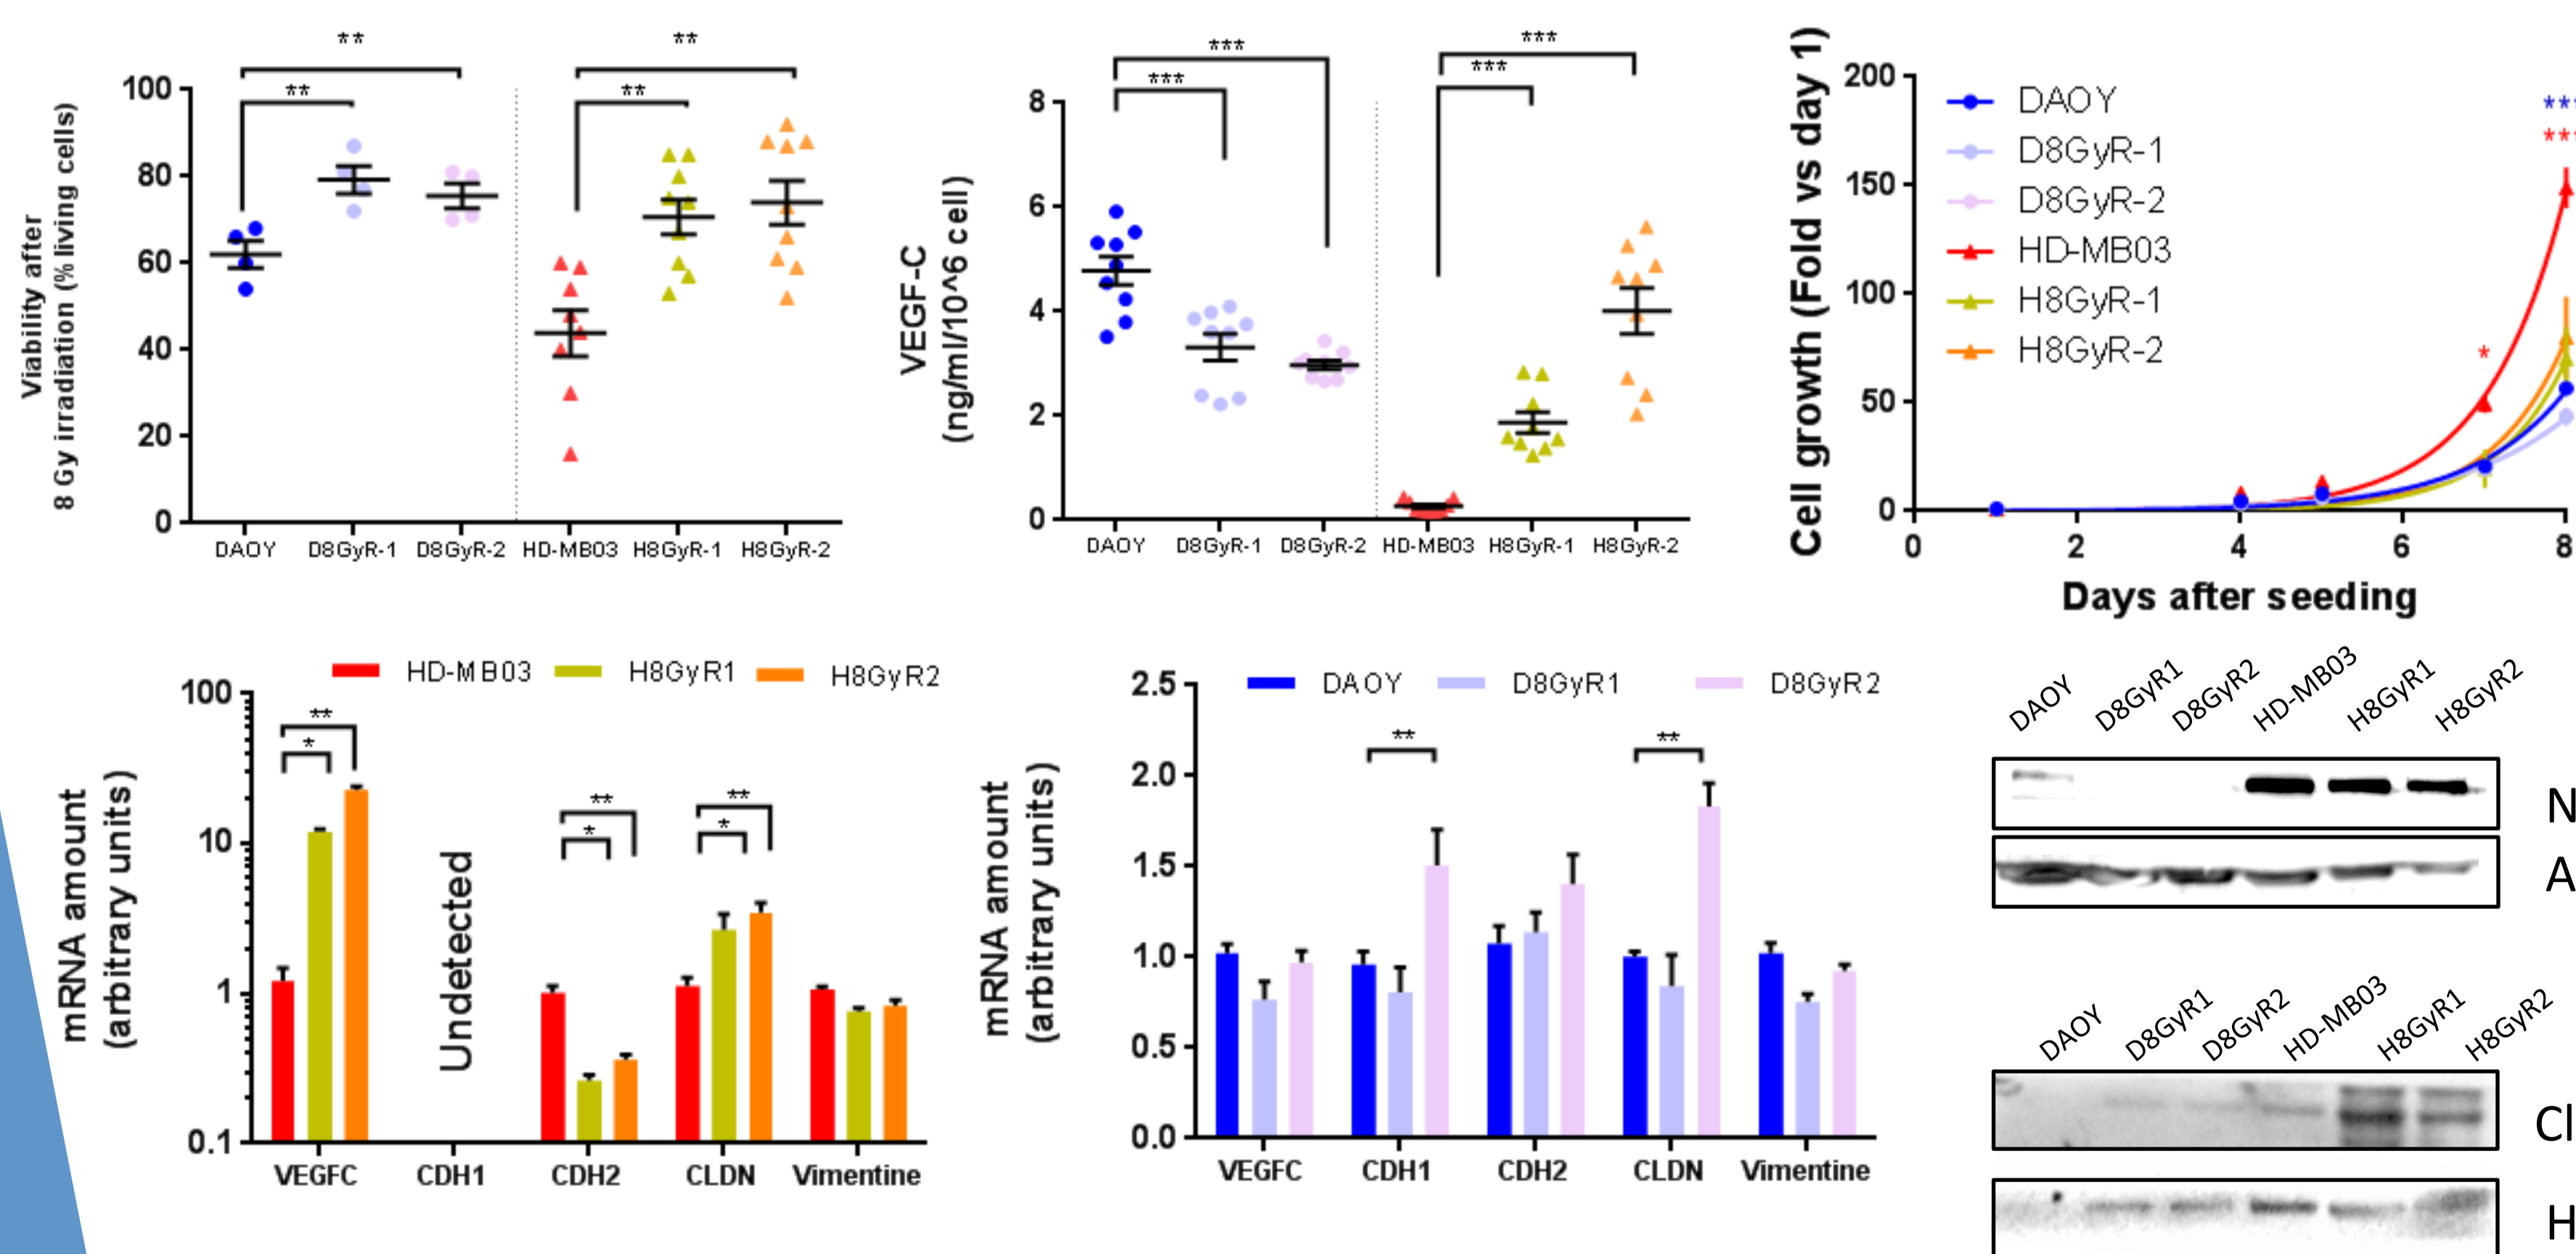 **
**
**
**
100
80
60
40
20
0
Viability after
8 Gy irradiation (% living cells)
DAOY
D8GyR-1
D8GyR-2
HD-MB03
H8GyR-1
H8GyR-2
***
***
***
***
8
6
4
2
0
VEGF-C
(ng/ml/10^6 cell)
DAOY
D8GyR-1
D8GyR-2
HD-MB03
H8GyR-1
H8GyR-2
Cell growth (Fold vs day 1)
200
150
100
50
0
DAOY
D8GyR-1
D8GyR-2
HD-MB03
H8GyR-1
H8GyR-2
*
0
2
4
6
8
Days after seeding
HD-MB03
H8GyR1
H8GyR2
100
10
1
0.1
mRNA amount
(arbitrary units)
**
*
Undetected
**
*
**
*
VEGFC
CDH1
CDH2
CLDN
Vimentine
DAOY
D8GyR1
D8GyR2
2.5
2.0
1.5
1.0
0.5
0.0
mRNA amount
(arbitrary units)
**
**
VEGFC
CDH1
CDH2
CLDN
Vimentine
DAOY
D8GyR1
D8GyR2
HD-MB03
H8GyR1
H8GyR2
N
A
DAOY
D8GyR1
D8GyR2
HD-MB03
H8GyR1
H8GyR2
Cl
H